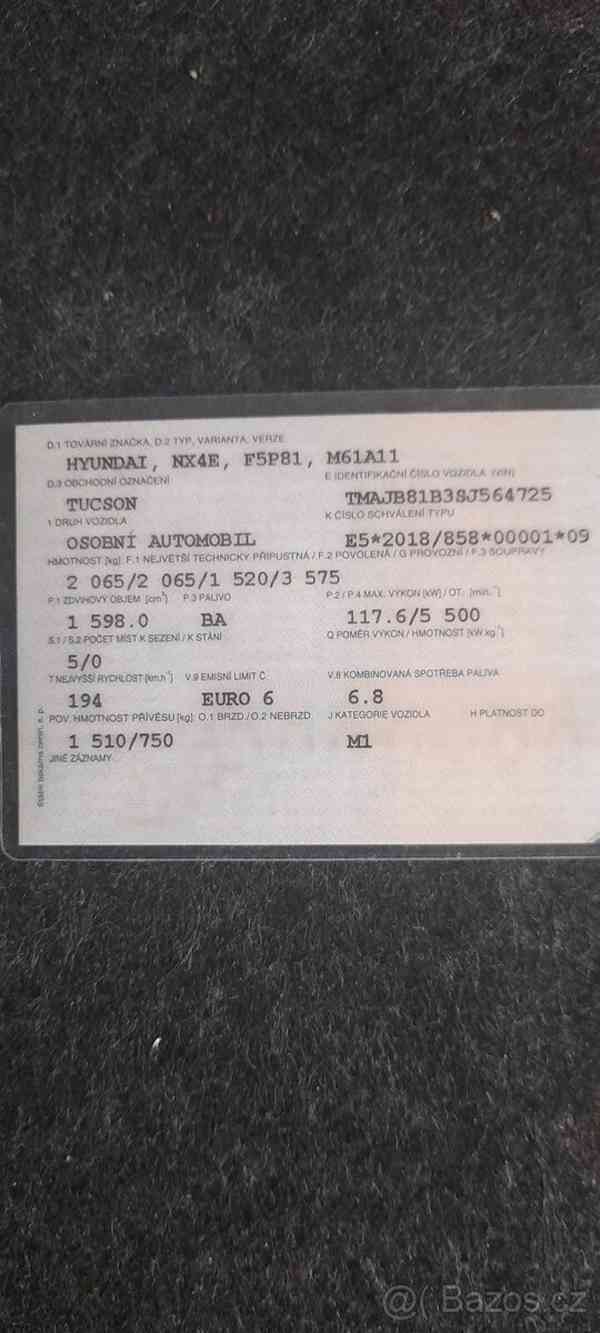 D.1 TOVÁRNÍ ZNAČKA, D.2 TYP, VARIANTA, VERZE
HYUNDAI, NX4E, F5P81, M61A11
D.3 OBCHODNÍ OZNAČENÍ E IDENTIFIKAČNÍ ČÍSLO VOZIDLA (VIN)
TUCSON TMAJB81B3SJ564725
1 DRUH VOZIDLA K ČÍSLO SCHVÁLENÍ TYPU
OSOBNÍ AUTOMOBIL E5*2018/858*00001*09
HMOTNOST [kg]: F.1 NEJVĚTŠÍ TECHNICKY PŘÍPUSTNÁ / F.2 POVOLENÁ / G PROVOZNÍ / F.3 SOUPRAVY
2 065/2 065/1 520/3 575
P.1 ZDVIHOVÝ OBJEM [cm³] P.3 PALIVO P.2 / P.4 MAX. VÝKON [kW] / OT. [min.⁻¹]
1 598.0 BA 117.6/5 500
S.1 / S.2 POČET MÍST K SEZENÍ / K STÁNÍ Q POMĚR VÝKON / HMOTNOST [kW.kg⁻¹]
5/0
T NEJVYŠŠÍ RYCHLOST [km.h⁻¹] V.9 EMISNÍ LIMIT Č. V.8 KOMBINOVANÁ SPOTŘEBA PALIVA
194 EURO 6 6.8
POV. HMOTNOST PŘÍVĚSU [kg]: O.1 BRZD./O.2 NEBRZD. J KATEGORIE VOZIDLA H PLATNOST DO
1 510/750 M1
JINÉ ZÁZNAMY
@( Bazos.cz